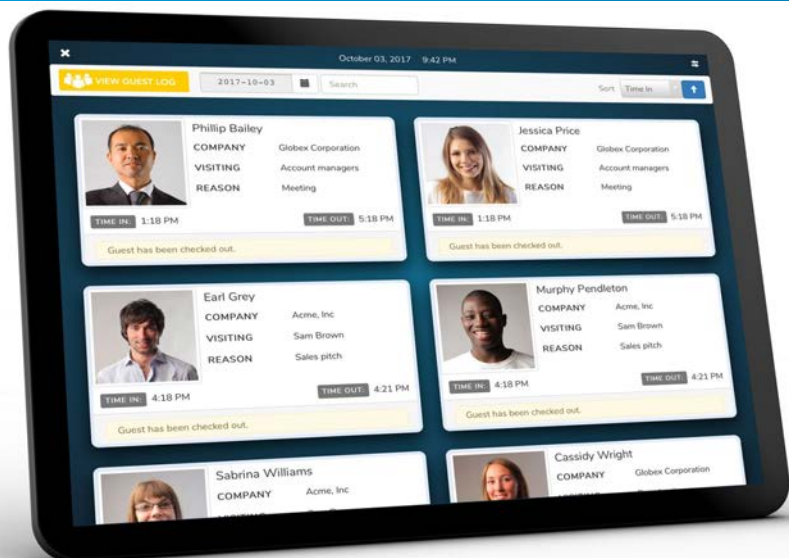 October 03, 2017 9:42 PM
VIEW GUEST LOG 2017-10-03 Search Sort Time In
Phillip Bailey
COMPANY Globex Corporation
VISITING Account managers
REASON Meeting
TIME IN: 1:18 PM TIME OUT: 5:18 PM
Guest has been checked out.
Jessica Price
COMPANY Globex Corporation
VISITING Account managers
REASON Meeting
TIME IN: 1:18 PM TIME OUT: 5:18 PM
Guest has been checked out.
Earl Grey
COMPANY Acme, Inc
VISITING Sam Brown
REASON Sales pitch
TIME IN: 4:18 PM TIME OUT: 4:21 PM
Guest has been checked out.
Murphy Pendleton
COMPANY Acme, Inc
VISITING Sam Brown
REASON Sales pitch
TIME IN: 4:18 PM TIME OUT: 4:21 PM
Guest has been checked out.
Sabrina Williams
COMPANY Acme, Inc
Cassidy Wright
COMPANY Globex Corporation